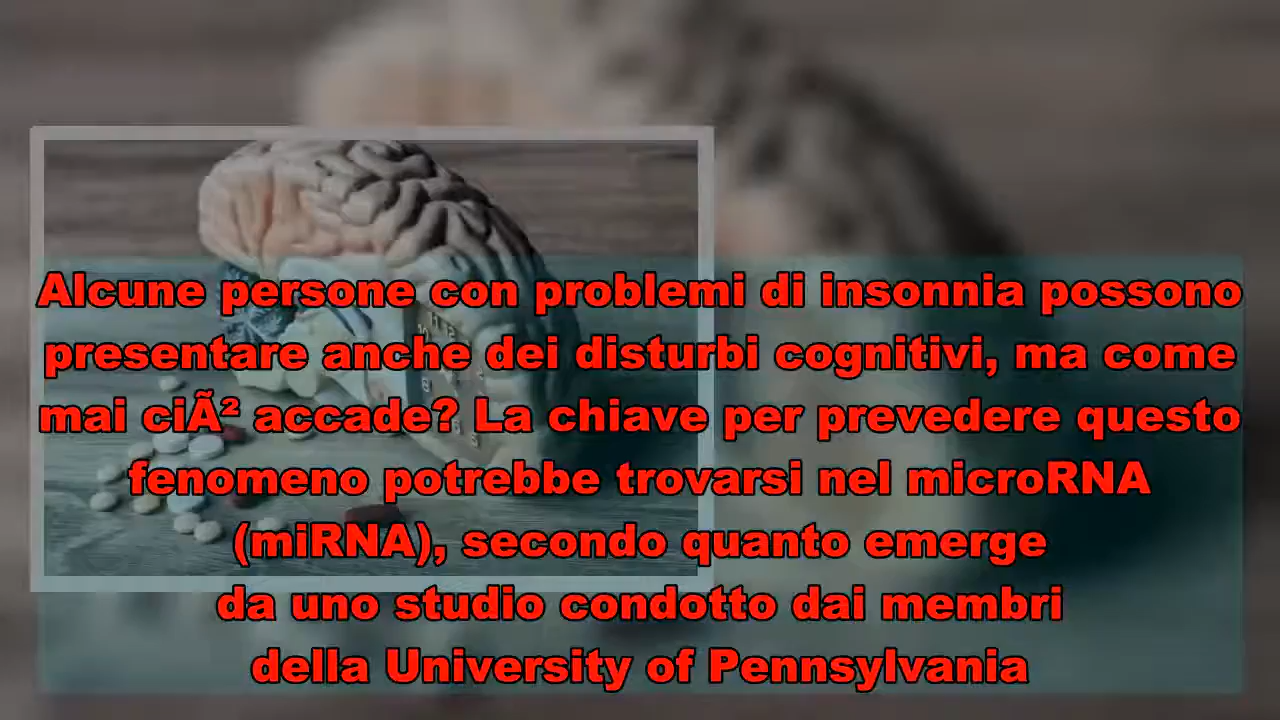 Alcune persone con problemi di insonnia possono
presentare anche dei disturbi cognitivi, ma come
mai ciÃ² accade? La chiave per prevedere questo
fenomeno potrebbe trovarsi nel microRNA
(miRNA), secondo quanto emerge
da uno studio condotto dai membri
della University of Pennsylvania